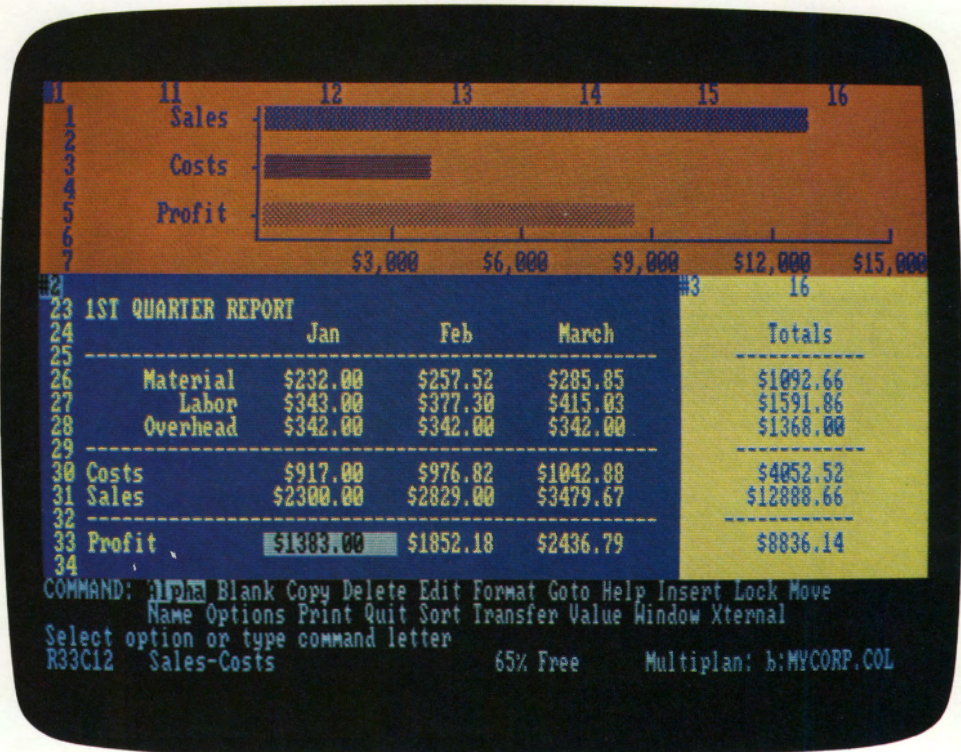 #1 11 12 13 14 15 16
1 Sales
2
3 Costs
4
5 Profit
6
7 $3,000 $6,000 $9,000 $12,000 $15,000
#2 #3 16
23 1ST QUARTER REPORT
24 Jan Feb March Totals
25 ---
26 Material $232.00 $257.52 $285.85 $1092.66
27 Labor $343.00 $377.30 $415.03 $1591.86
28 Overhead $342.00 $342.00 $342.00 $1368.00
29 ---
30 Costs $917.00 $976.82 $1042.88 $4052.52
31 Sales $2300.00 $2829.00 $3479.67 $12888.66
32 ---
33 Profit $1383.00 $1852.18 $2436.79 $8836.14
34
COMMAND: Alpha Blank Copy Delete Edit Format Goto Help Insert Lock Move
Name Options Print Quit Sort Transfer Value Window Xternal
Select option or type command letter
R33C12 Sales-Costs 65% Free Multiplan: b:MYCORP.COL